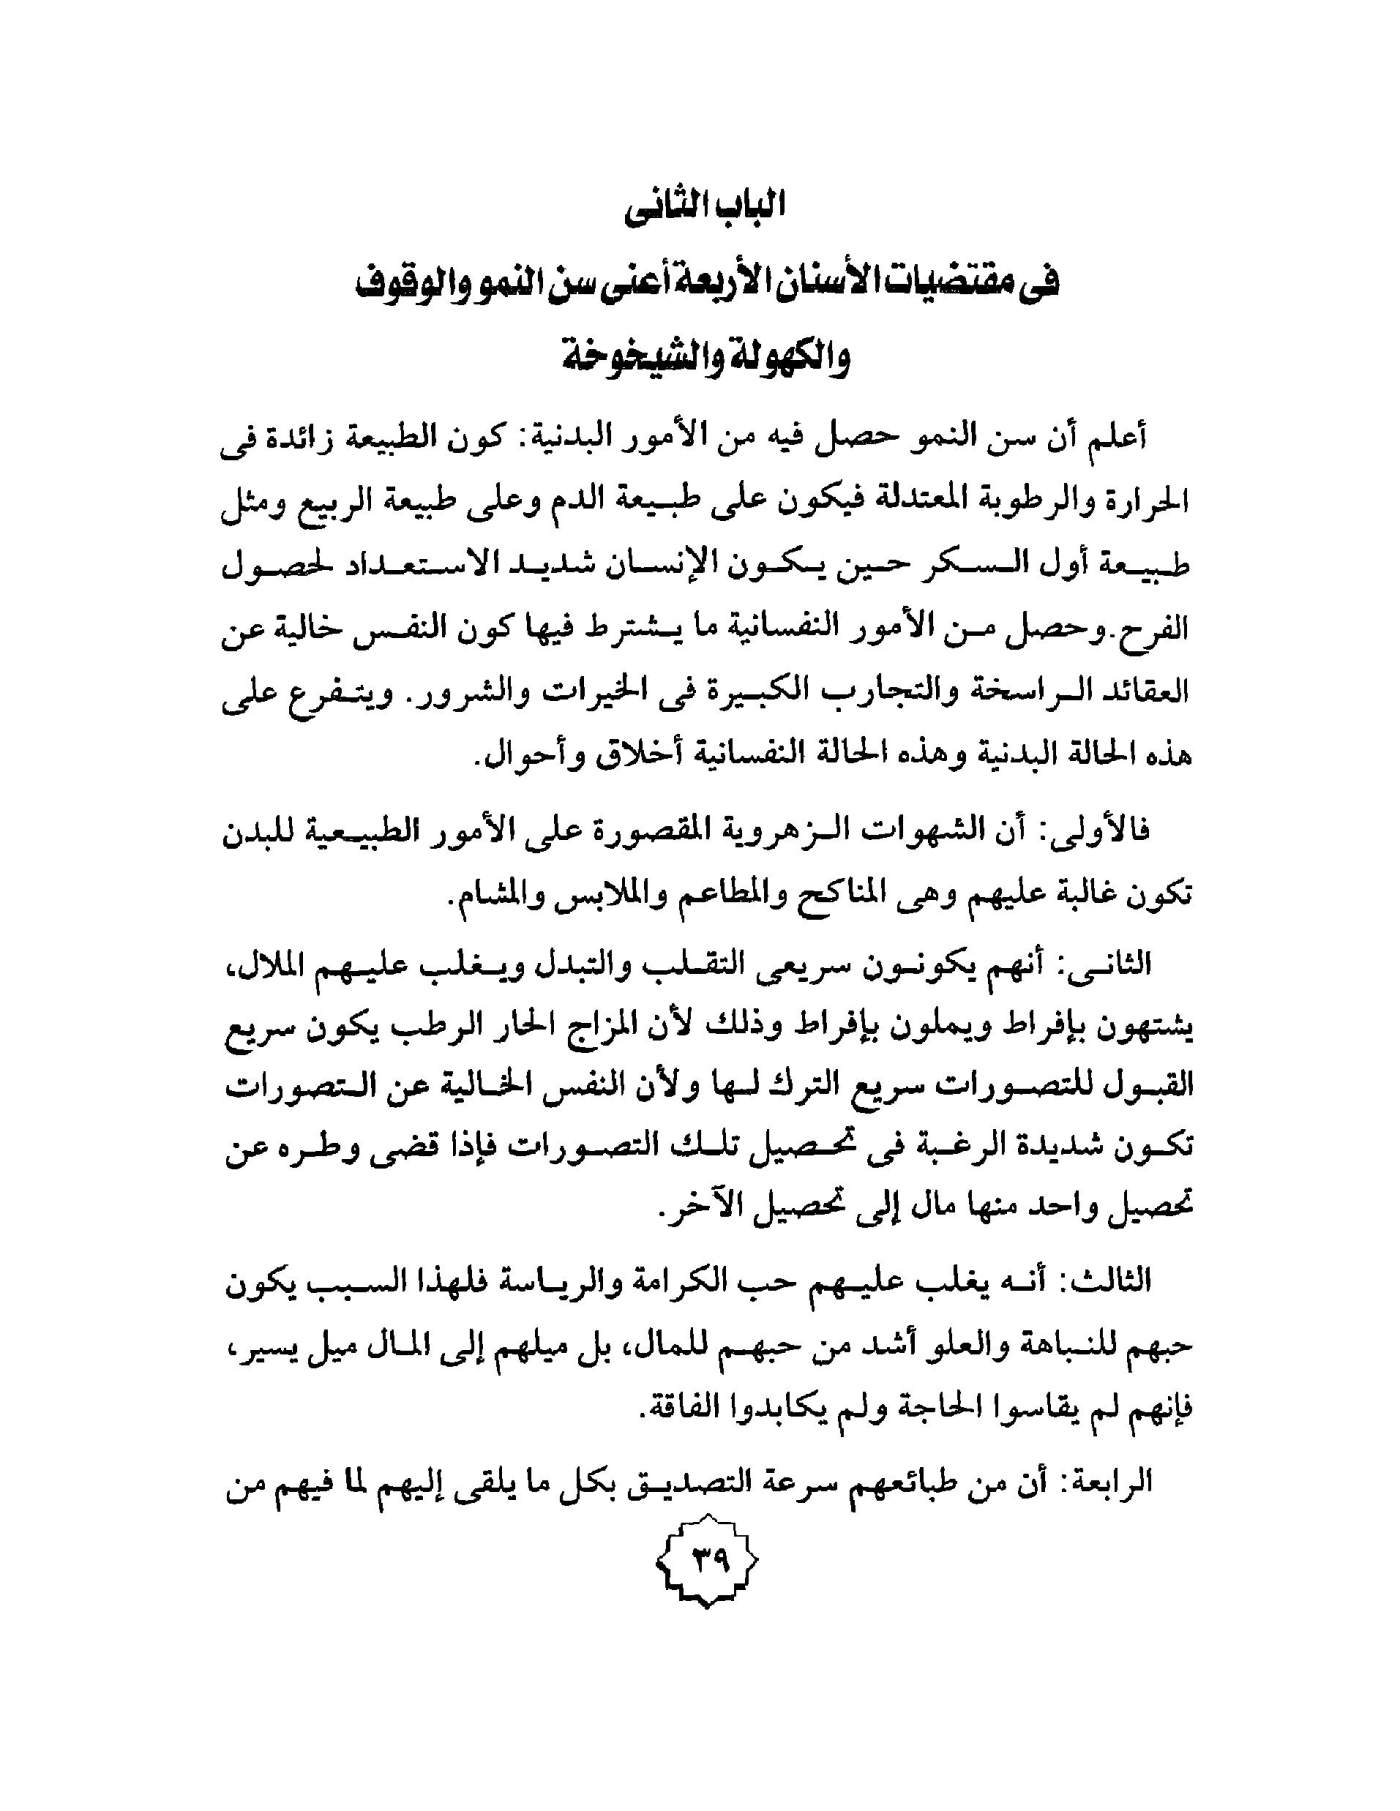 الباب الثانى
فى مقتضيات الأسنان الأربعة أعنى سن النمو والوقوف
والكهولة والشيخوخة
أعلم أن سن النمو حصل فيه من الأمور البدنية: كون الطبيعة زائدة فى
الحرارة والرطوبة المعتدلة فيكون على طبيعة الدم وعلى طبيعة الربيع ومثل
طبيعة أول السكر حين يكون الإنسان شديد الاستعداد لحصول
الفرح. وحصل من الأمور النفسانية ما يشترط فيها كون النفس خالية عن
العقائد الراسخة والتجارب الكبيرة فى الخيرات والشرور. ويتفرع على
هذه الحالة البدنية وهذه الحالة النفسانية أخلاق وأحوال.
فالأولى: أن الشهوات الزهروية المقصورة على الأمور الطبيعية للبدن
تكون غالبة عليهم وهى المناكح والمطاعم والملابس والمشام.
الثانى: أنهم يكونون سريعى التقلب والتبدل ويغلب عليهم الملال،
يشتهون بإفراط ويملون بإفراط وذلك لأن المزاج الحار الرطب يكون سريع
القبول للتصورات سريع الترك لها ولأن النفس الخالية عن التصورات
تكون شديدة الرغبة فى تحصيل تلك التصورات فإذا قضى وطره عن
تحصيل واحد منها مال إلى تحصيل الآخر.
الثالث: أنه يغلب عليهم حب الكرامة والرياسة فلهذا السبب يكون
حبهم للنباهة والعلو أشد من حبهم للمال، بل ميلهم إلى المال ميل يسير،
فإنهم لم يقاسوا الحاجة ولم يكابدوا الفاقة.
الرابعة: أن من طبائعهم سرعة التصديق بكل ما يلقى إليهم لما فيهم من
٣٩